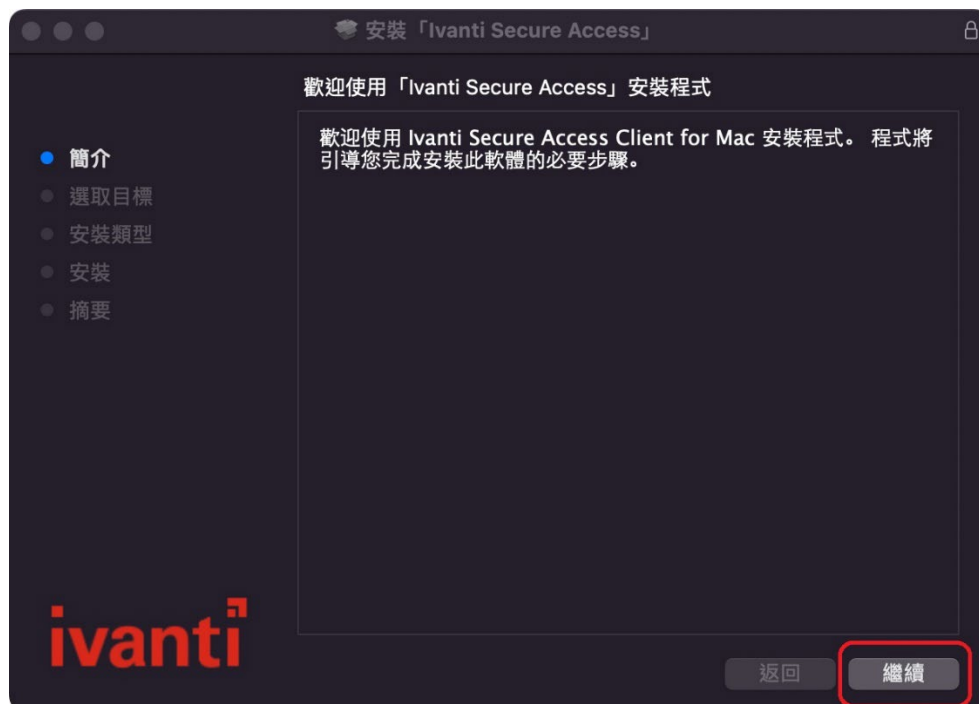 安裝「Ivanti Secure Access」
歡迎使用「Ivanti Secure Access」安裝程式
歡迎使用 Ivanti Secure Access Client for Mac 安裝程式。 程式將
引導您完成安裝此軟體的必要步驟。
簡介
選取目標
安裝類型
安裝
摘要
ivanti
返回
繼續